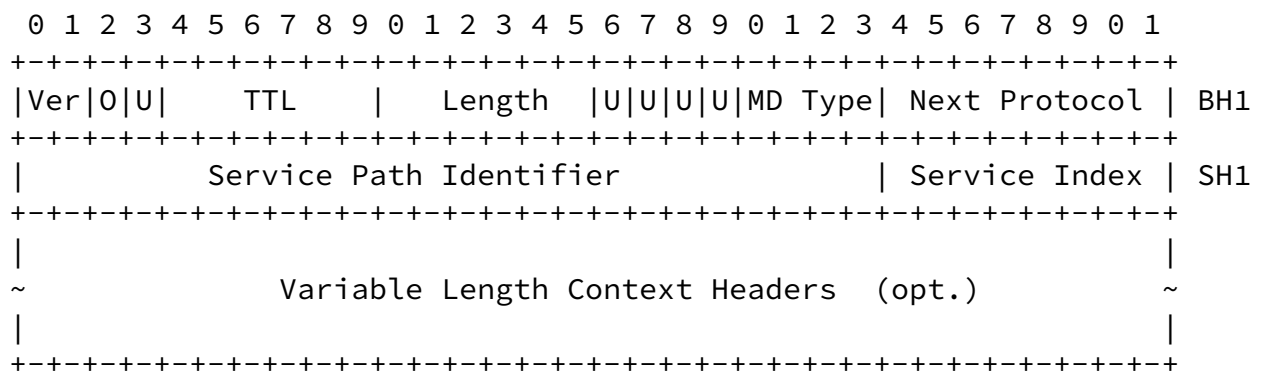 0 1 2 3 4 5 6 7 8 9 0 1 2 3 4 5 6 7 8 9 0 1 2 3 4 5 6 7 8 9 0 1
+-+-+-+-+-+-+-+-+-+-+-+-+-+-+-+-+-+-+-+-+-+-+-+-+-+-+-+-+-+-+-+-+
|Ver|O|U|    TTL    |   Length  |U|U|U|U|MD Type| Next Protocol | BH1
+-+-+-+-+-+-+-+-+-+-+-+-+-+-+-+-+-+-+-+-+-+-+-+-+-+-+-+-+-+-+-+-+
|          Service Path Identifier              | Service Index | SH1
+-+-+-+-+-+-+-+-+-+-+-+-+-+-+-+-+-+-+-+-+-+-+-+-+-+-+-+-+-+-+-+-+
|                                                               |
~              Variable Length Context Headers  (opt.)          ~
|                                                               |
+-+-+-+-+-+-+-+-+-+-+-+-+-+-+-+-+-+-+-+-+-+-+-+-+-+-+-+-+-+-+-+-+